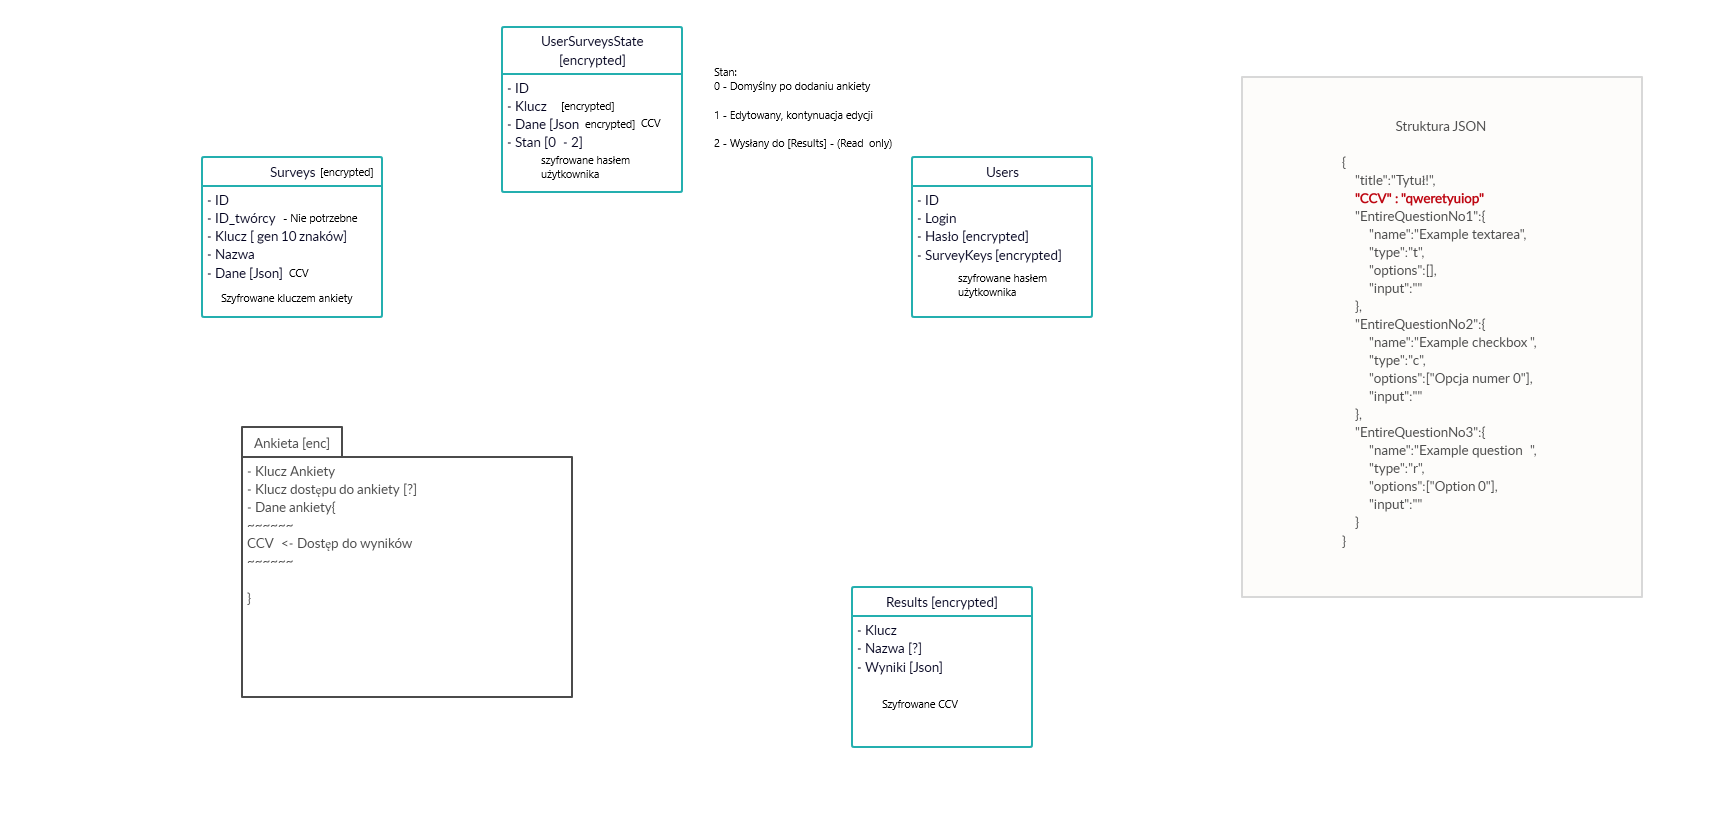 UserSurveysState
[encrypted]
- ID
- Klucz [encrypted]
- Dane [Json encrypted] CCV
- Stan [0 - 2]
szyfrowane hasłem
użytkownika
Stan:
0 - Domyślny po dodaniu ankiety
1 - Edytowany, kontynuacja edycji
2 - Wysłany do [Results] - (Read only)
Surveys [encrypted]
- ID
- ID_twórcy - Nie potrzebne
- Klucz [ gen 10 znaków]
- Nazwa
- Dane [Json] CCV
Szyfrowane kluczem ankiety
Users
- ID
- Login
- Hasło [encrypted]
- SurveyKeys [encrypted]
szyfrowane hasłem
użytkownika
Struktura JSON
{
"title":"Tytuł!",
"CCV" : "qweretyuiop"
"EntireQuestionNo1":{
"name":"Example textarea",
"type":"t",
"options":[],
"input":""
},
"EntireQuestionNo2":{
"name":"Example checkbox ",
"type":"c",
"options":["Opcja numer 0"],
"input":""
},
"EntireQuestionNo3":{
"name":"Example question ",
"type":"r",
"options":["Option 0"],
"input":""
}
}
Ankieta [enc]
- Klucz Ankiety
- Klucz dostępu do ankiety [?]
- Dane ankiety{
~~~~~~
CCV <- Dostęp do wyników
~~~~~~
}
Results [encrypted]
- Klucz
- Nazwa [?]
- Wyniki [Json]
Szyfrowane CCV